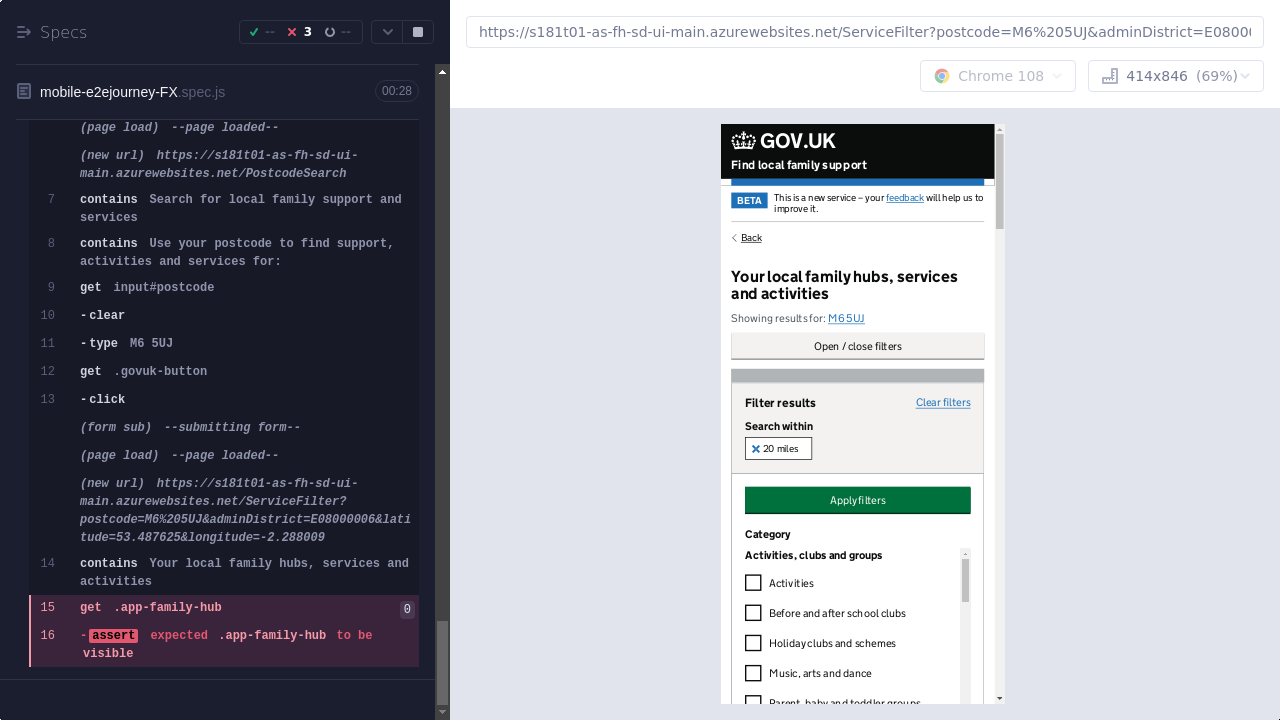 Specs
--
3
--
mobile-e2ejourney-FX.spec.js
00:28
(page load) --page loaded--
(new url) https://s181t01-as-fh-sd-ui-
main.azurewebsites.net/PostcodeSearch
7 contains Search for local family support and
services
8 contains Use your postcode to find support,
activities and services for:
9 get input#postcode
10 -clear
11 -type M6 5UJ
12 get .govuk-button
13 -click
(form sub) --submitting form--
(page load) --page loaded--
(new url) https://s181t01-as-fh-sd-ui-
main.azurewebsites.net/ServiceFilter?
postcode=M6%205UJ&adminDistrict=E08000006&lati
tude=53.487625&longitude=-2.288009
14 contains Your local family hubs, services and
activities
15 get .app-family-hub 0
16 -assert expected .app-family-hub to be
visible
https://s181t01-as-fh-sd-ui-main.azurewebsites.net/ServiceFilter?postcode=M6%205UJ&adminDistrict=E0800
Chrome 108
414x846 (69%)
GOV.UK
Find local family support
BETA
This is a new service – your feedback will help us to
improve it.
Back
Your local family hubs, services
and activities
Showing results for: M6 5UJ
Open / close filters
Filter results
Clear filters
Search within
20 miles
Apply filters
Category
Activities, clubs and groups
Activities
Before and after school clubs
Holiday clubs and schemes
Music, arts and dance
Parent, baby and toddler groups